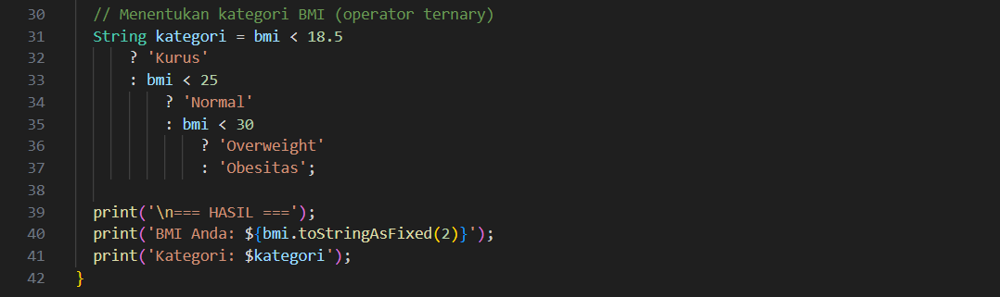 30 // Menentukan kategori BMI (operator ternary)
31 String kategori = bmi < 18.5
32 ? 'Kurus'
33 : bmi < 25
34 ? 'Normal'
35 : bmi < 30
36 ? 'Overweight'
37 : 'Obesitas';
38
39 print('\n=== HASIL ===');
40 print('BMI Anda: ${bmi.toStringAsFixed(2)}');
41 print('Kategori: $kategori');
42 }